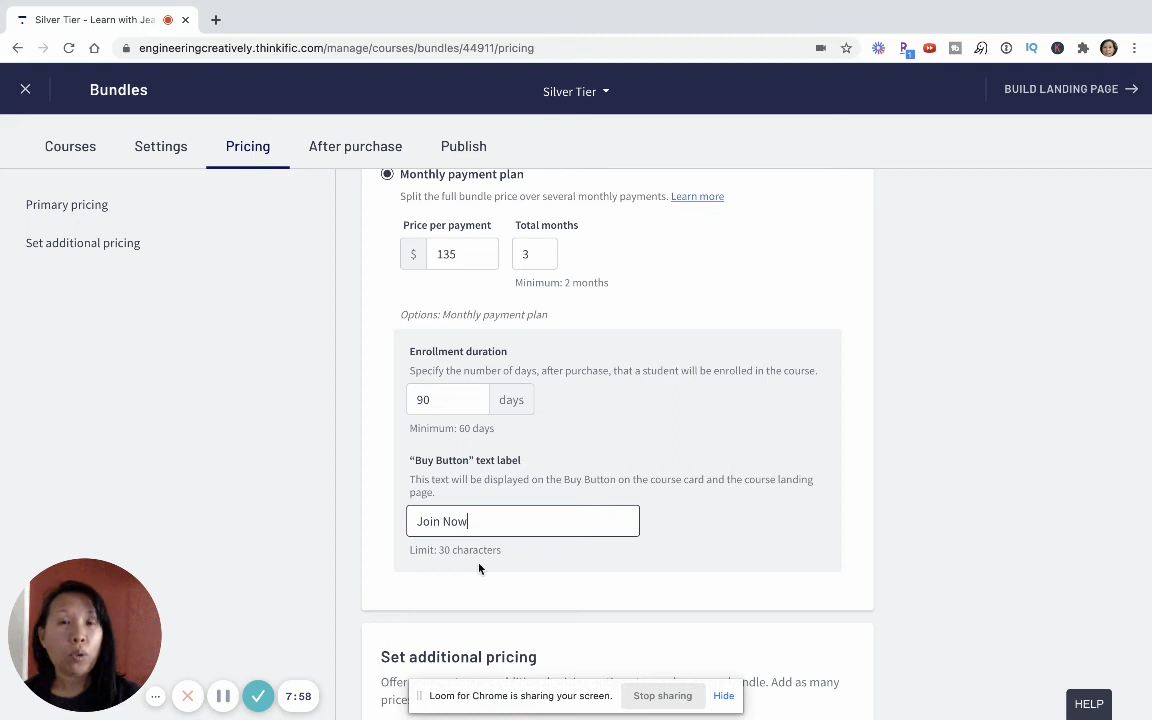 Silver Tier - Learn with Jea
engineeringcreatively.thinkific.com/manage/courses/bundles/44911/pricing
1
IQ
K
Bundles
Silver Tier
BUILD LANDING PAGE
Courses
Settings
Pricing
After purchase
Publish
Primary pricing
Set additional pricing
Monthly payment plan
Split the full bundle price over several monthly payments. Learn more
Price per payment
Total months
$ 135
3
Minimum: 2 months
Options: Monthly payment plan
Enrollment duration
Specify the number of days, after purchase, that a student will be enrolled in the course.
90 days
Minimum: 60 days
“Buy Button” text label
This text will be displayed on the Buy Button on the course card and the course landing
page.
Join Now
Limit: 30 characters
Set additional pricing
Loom for Chrome is sharing your screen.
Stop sharing
Hide
7:58
HELP